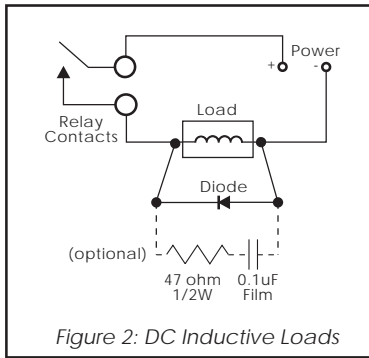 Power
+ -
Load
Relay
Contacts
Diode
(optional)
47 ohm
1/2W
0.1uF
Film
Figure 2: DC Inductive Loads